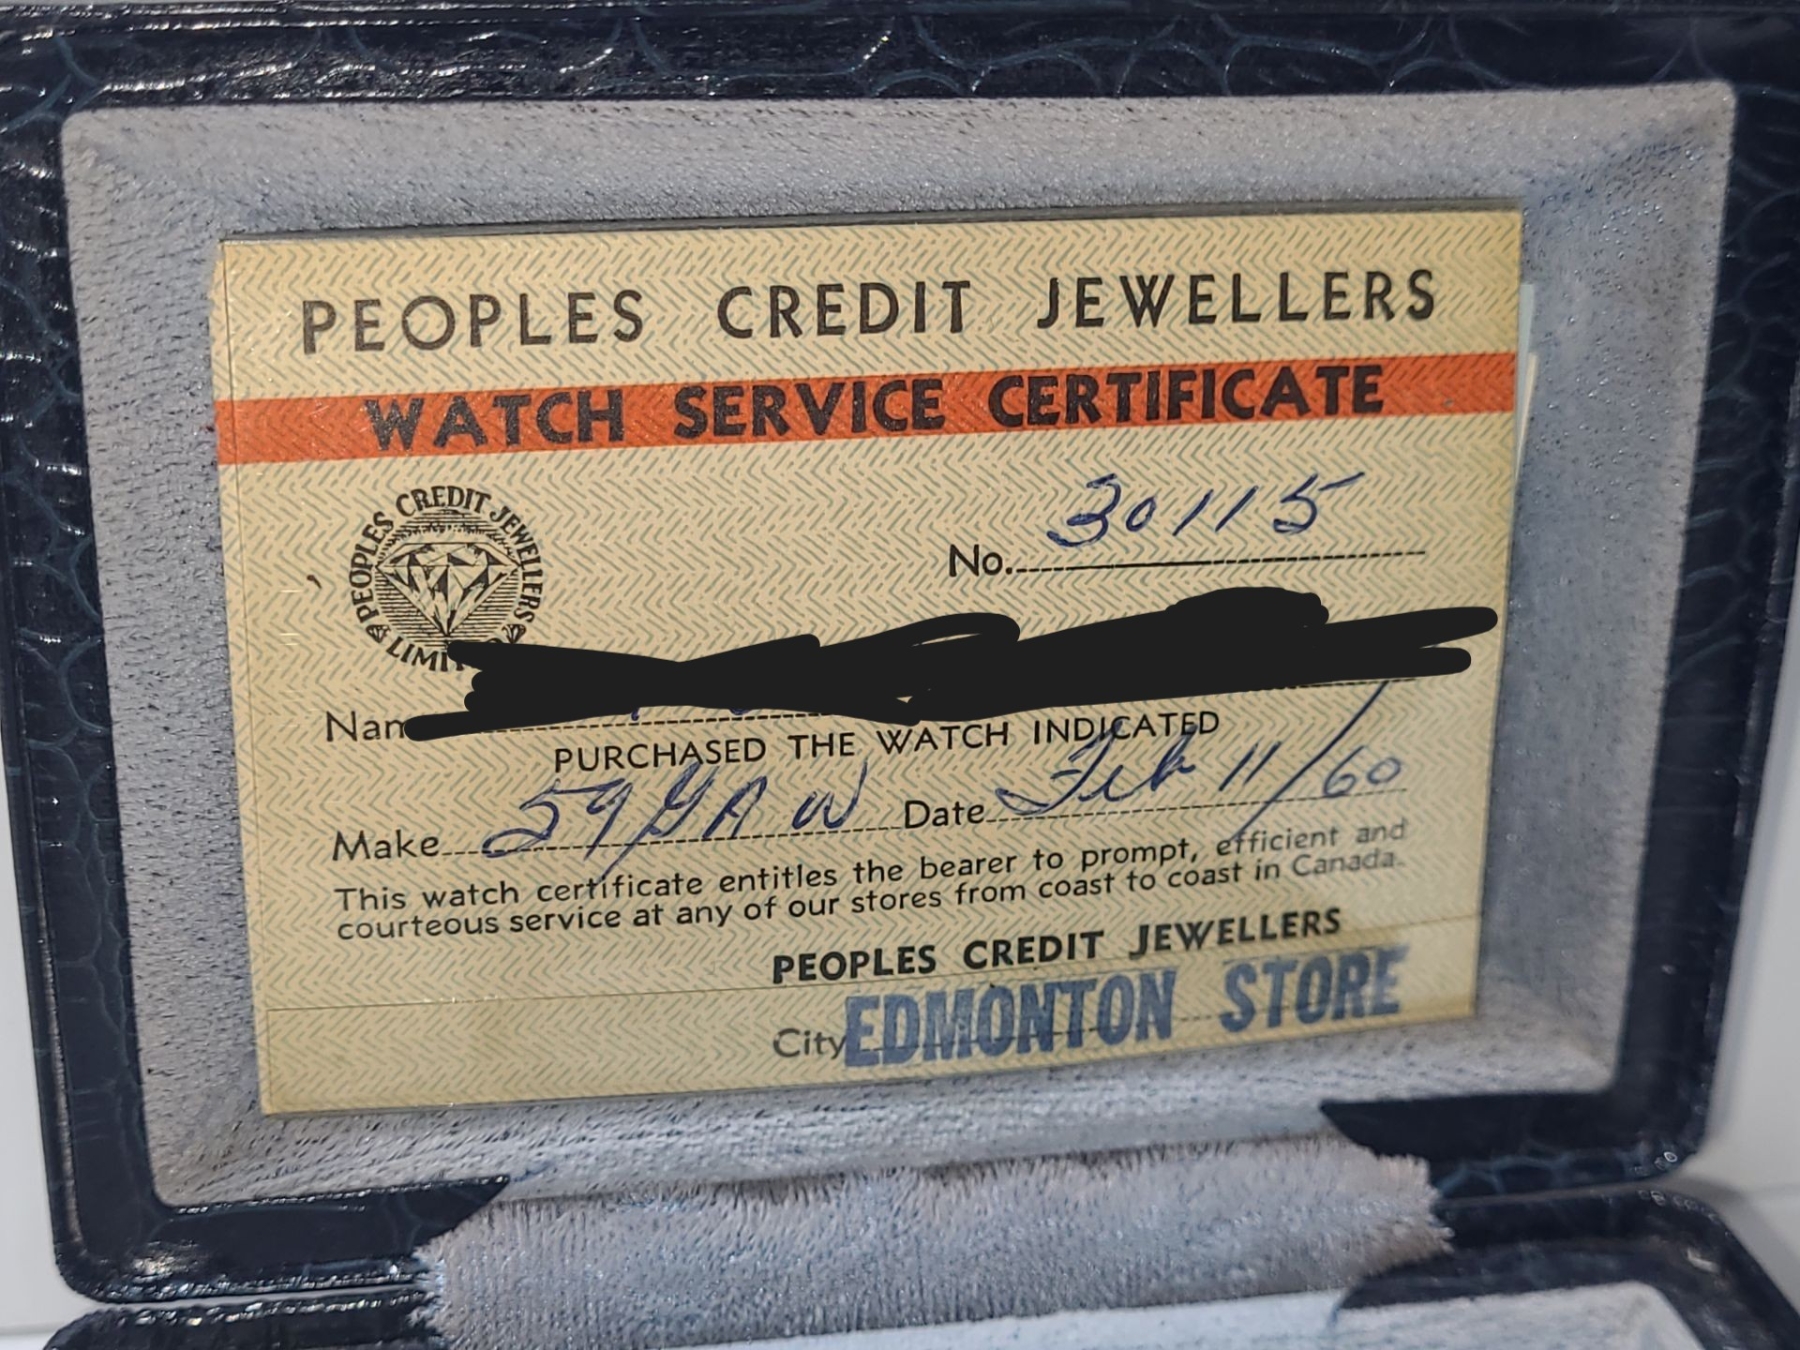 PEOPLES CREDIT JEWELLERS
WATCH SERVICE CERTIFICATE
PEOPLES CREDIT JEWELLERS
No. 30115
PURCHASED THE WATCH INDICATED
Make 59/ Date Feb 11/60
This watch certificate entitles the bearer to prompt, efficient and
courteous service at any of our stores from coast to coast in Canada.
PEOPLES CREDIT JEWELLERS
City EDMONTON STORE